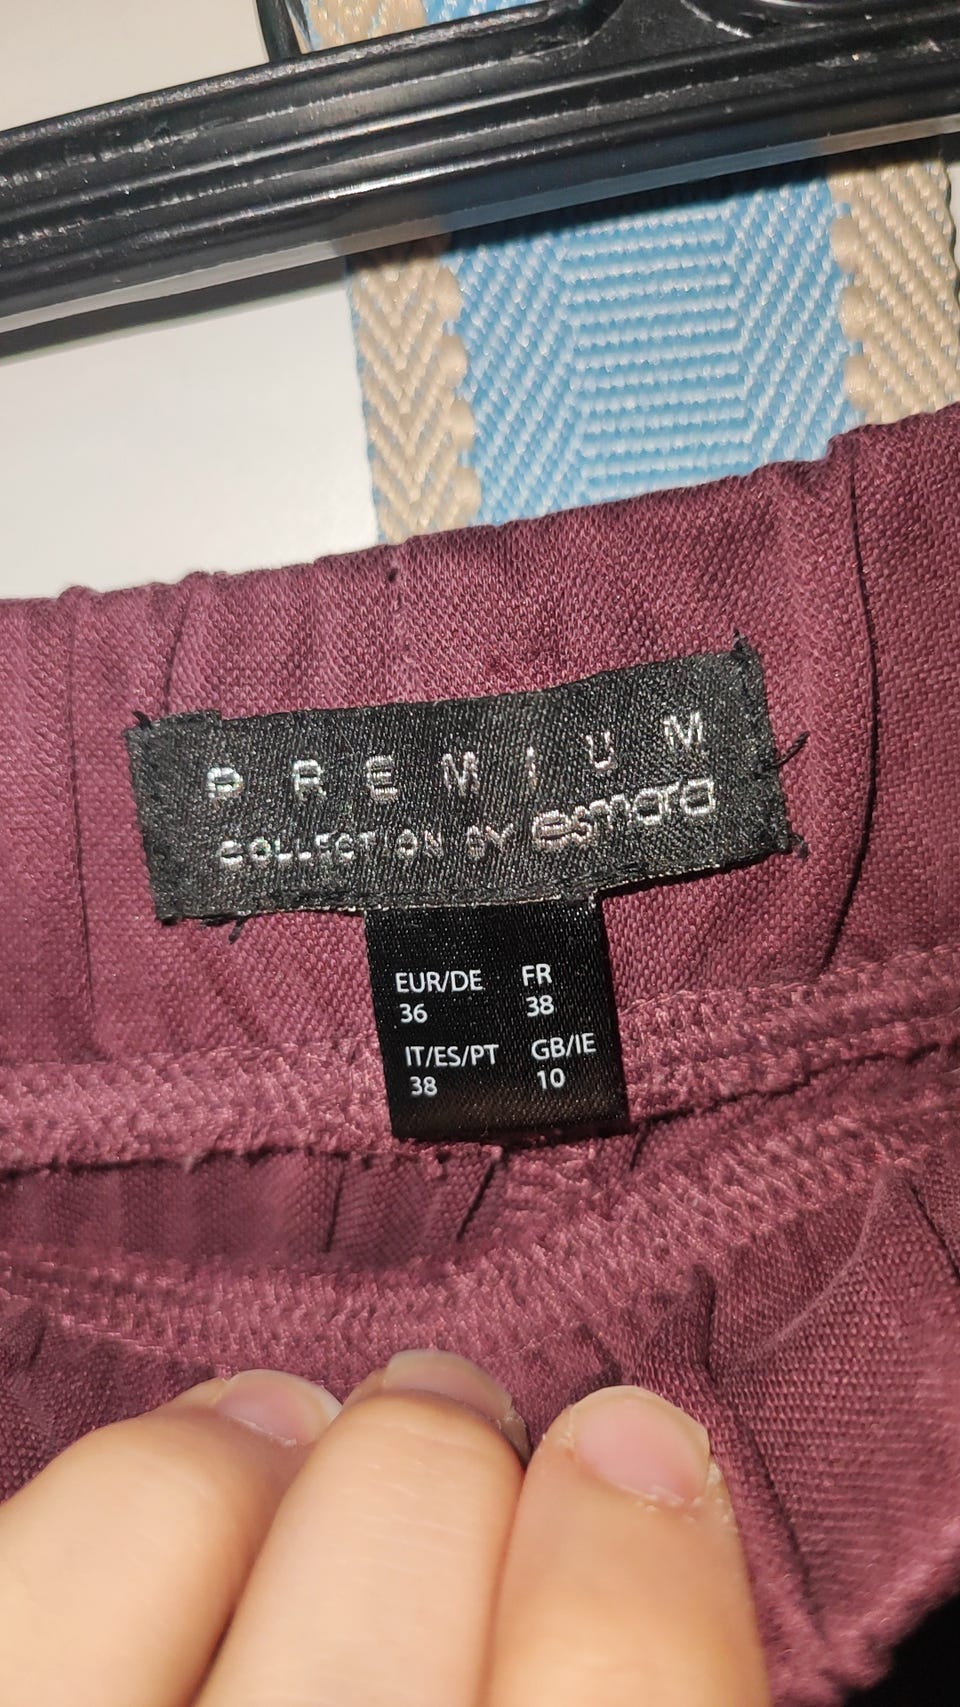 PREMIUM
COLLECTION BY esmara
EUR/DE FR
36 38
IT/ES/PT GB/IE
38 10